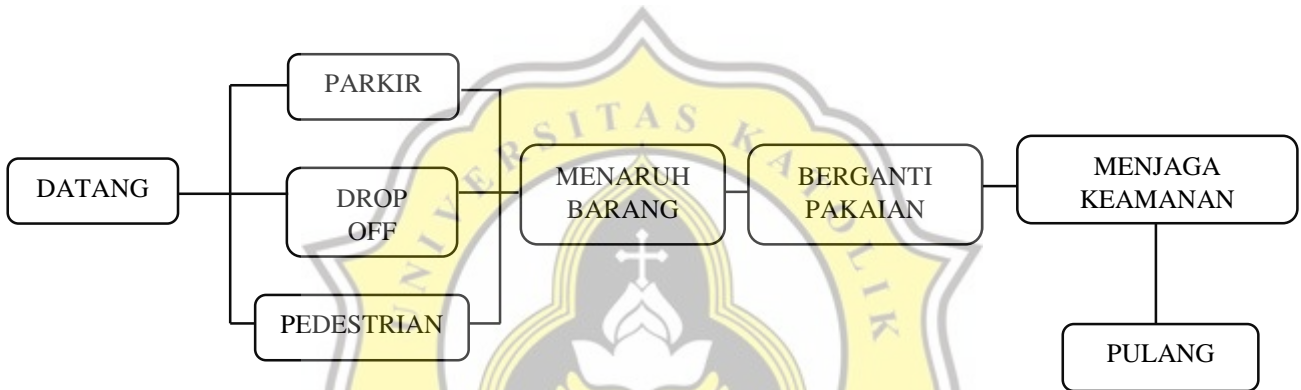 PARKIR
DATANG
DROP
OFF
PEDESTRIAN
MENARUH
BARANG
BERGANTI
PAKAIAN
MENJAGA
KEAMANAN
PULANG
UNIVERSITAS KATOLIK